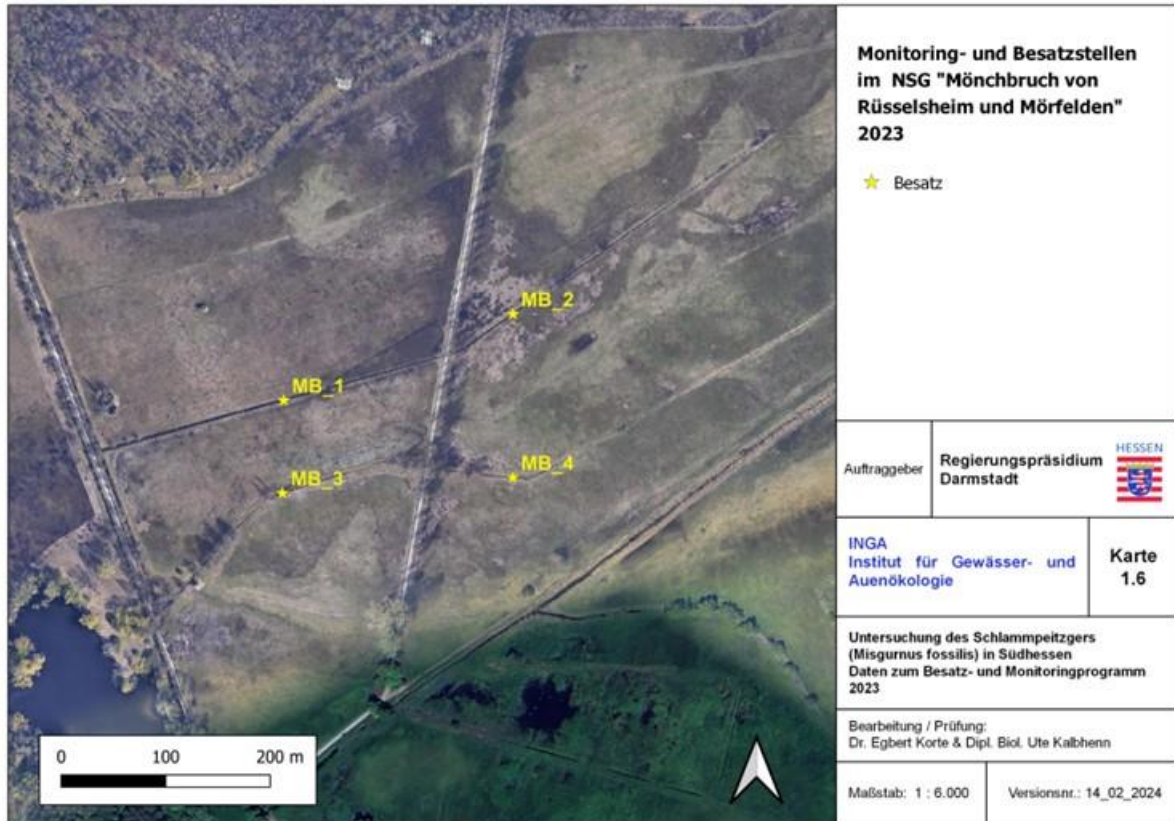 Monitoring- und Besatzstellen
im NSG "Mönchbruch von
Rüsselsheim und Mörfelden"
2023
Besatz
MB_2
MB_1
MB_4
MB_3
Auftraggeber
Regierungspräsidium
Darmstadt
HESSEN
INGA
Institut für Gewässer- und
Auenökologie
Karte
1.6
Untersuchung des Schlammpeitzgers
(Misgurnus fossilis) in Südhessen
Daten zum Besatz- und Monitoringprogramm
2023
Bearbeitung / Prüfung:
Dr. Egbert Korte & Dipl. Biol. Ute Kalbhenn
Maßstab: 1 : 6.000
Versionsnr.: 14_02_2024
0 100 200 m